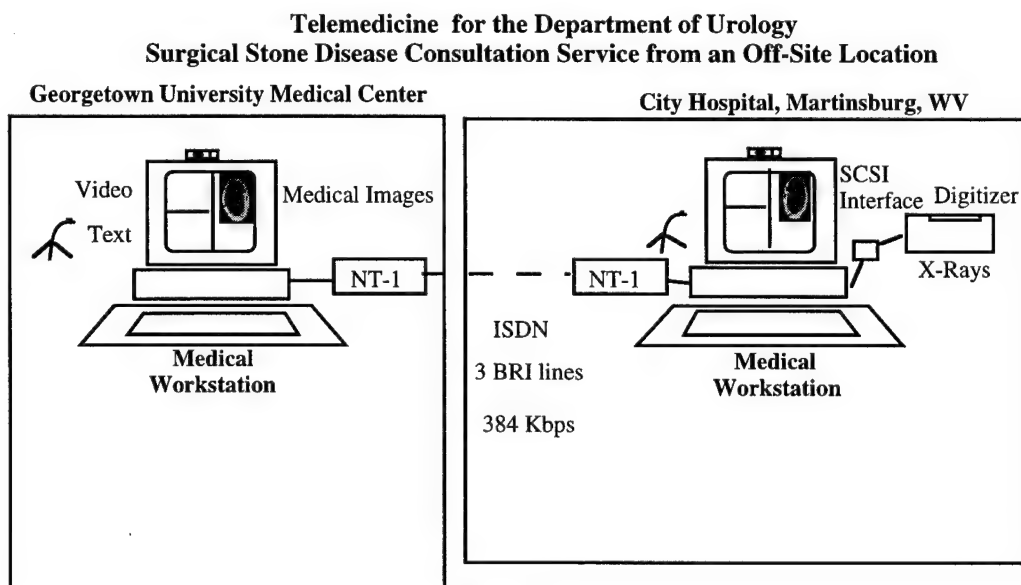 Telemedicine for the Department of Urology
Surgical Stone Disease Consultation Service from an Off-Site Location
Georgetown University Medical Center
City Hospital, Martinsburg, WV
Video
Medical Images
Text
NT-1
Medical
Workstation
SCSI
Interface
Digitizer
X-Rays
NT-1
ISDN
3 BRI lines
384 Kbps
Medical
Workstation